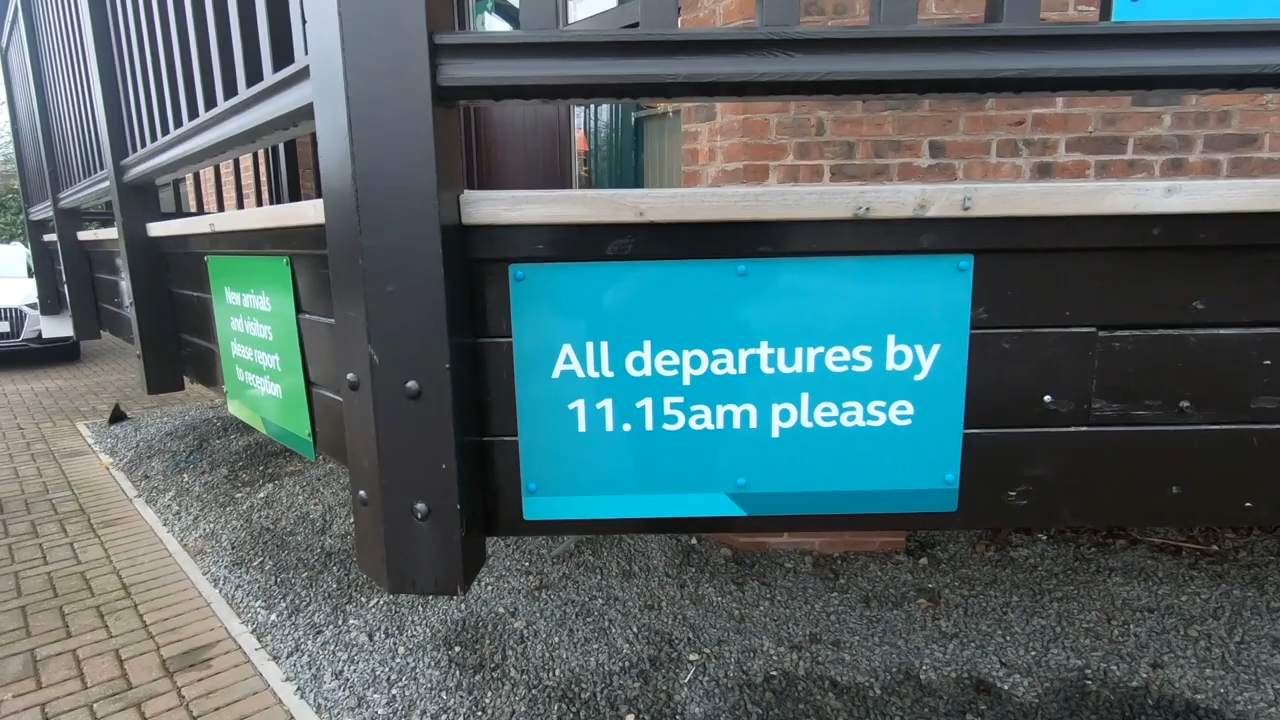 New arrivals
and visitors
please report
to reception
All departures by
11.15am please